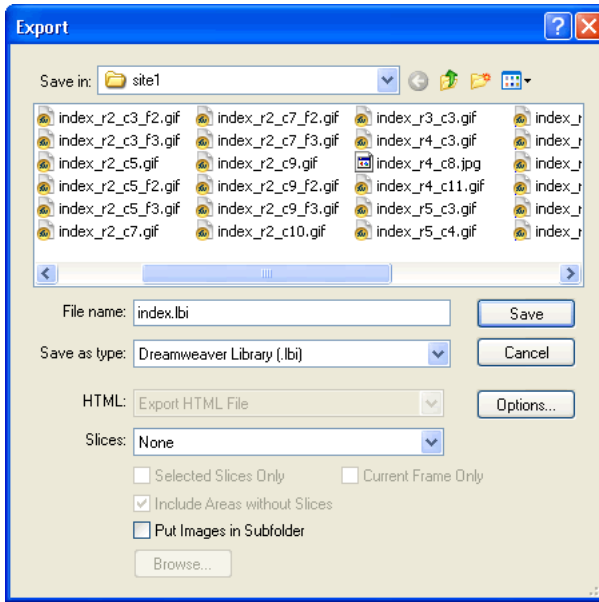 Export
Save in: site1
index_r2_c3_f2.gif index_r2_c7_f2.gif index_r3_c3.gif
index_r2_c3_f3.gif index_r2_c7_f3.gif index_r4_c3.gif
index_r2_c5.gif index_r2_c9.gif index_r4_c8.jpg
index_r2_c5_f2.gif index_r2_c9_f2.gif index_r4_c11.gif
index_r2_c5_f3.gif index_r2_c9_f3.gif index_r5_c3.gif
index_r2_c7.gif index_r2_c10.gif index_r5_c4.gif
File name: index.lbi Save
Save as type: Dreamweaver Library (.lbi) Cancel
HTML: Export HTML File Options...
Slices: None
Selected Slices Only Current Frame Only
Include Areas without Slices
Put Images in Subfolder
Browse...